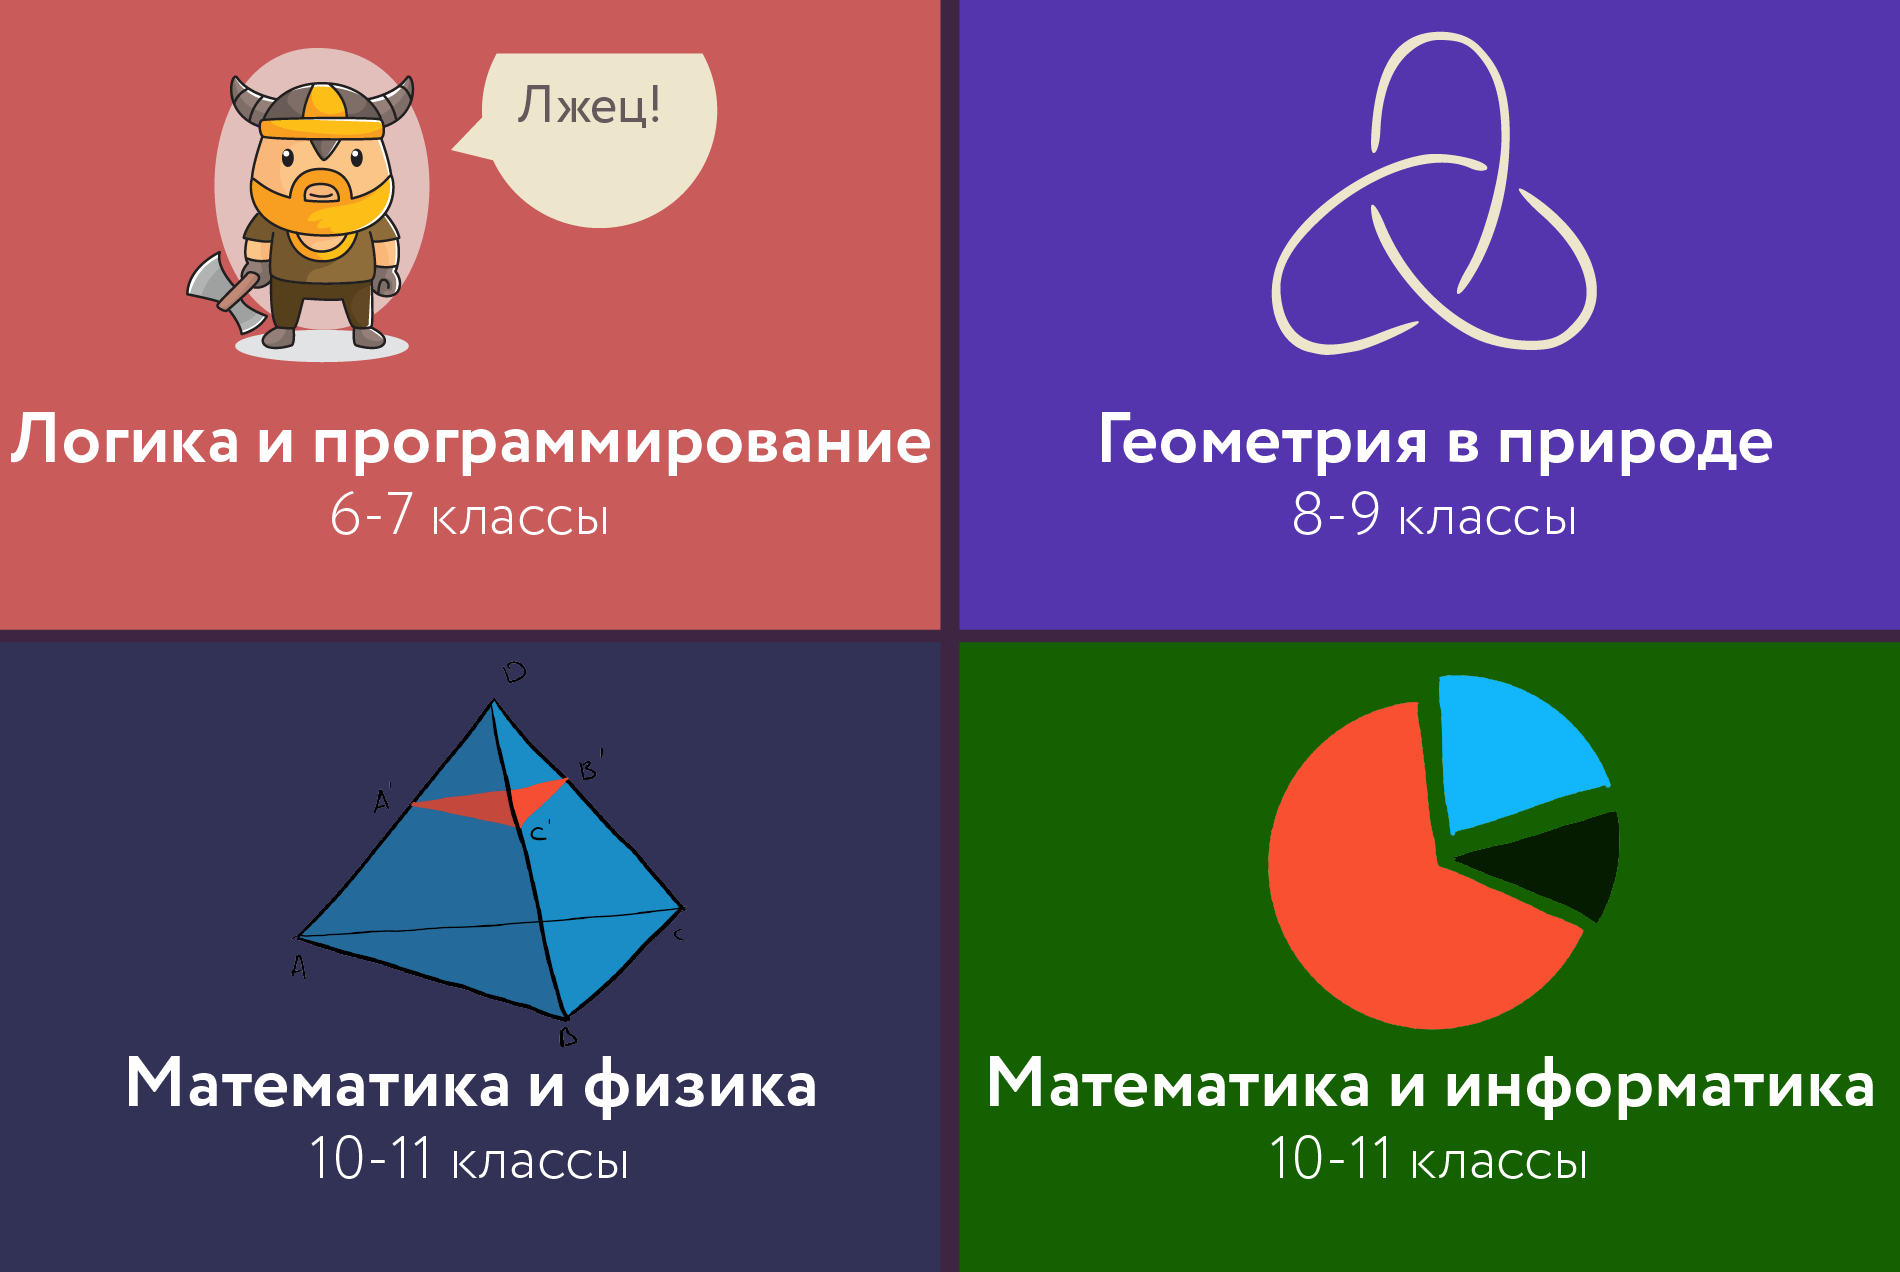 Лжец!
Логика и программирование
6-7 классы
Геометрия в природе
8-9 классы
D
A'
B'
C'
A
C
B
Математика и физика
10-11 классы
Математика и информатика
10-11 классы